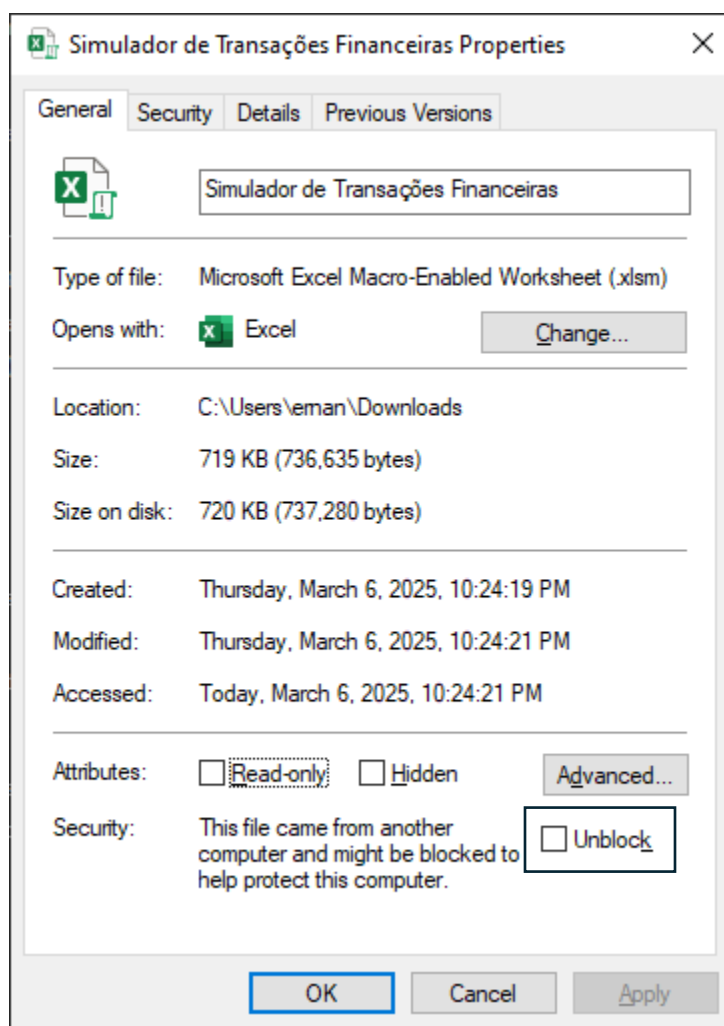 Simulador de Transações Financeiras Properties
General Security Details Previous Versions
Simulador de Transações Financeiras
Type of file: Microsoft Excel Macro-Enabled Worksheet (.xlsm)
Opens with: Excel Change...
Location: C:\Users\ernan\Downloads
Size: 719 KB (736,635 bytes)
Size on disk: 720 KB (737,280 bytes)
Created: Thursday, March 6, 2025, 10:24:19 PM
Modified: Thursday, March 6, 2025, 10:24:21 PM
Accessed: Today, March 6, 2025, 10:24:21 PM
Attributes: Read-only Hidden Advanced...
Security: This file came from another Unblock
computer and might be blocked to
help protect this computer.
OK Cancel Apply